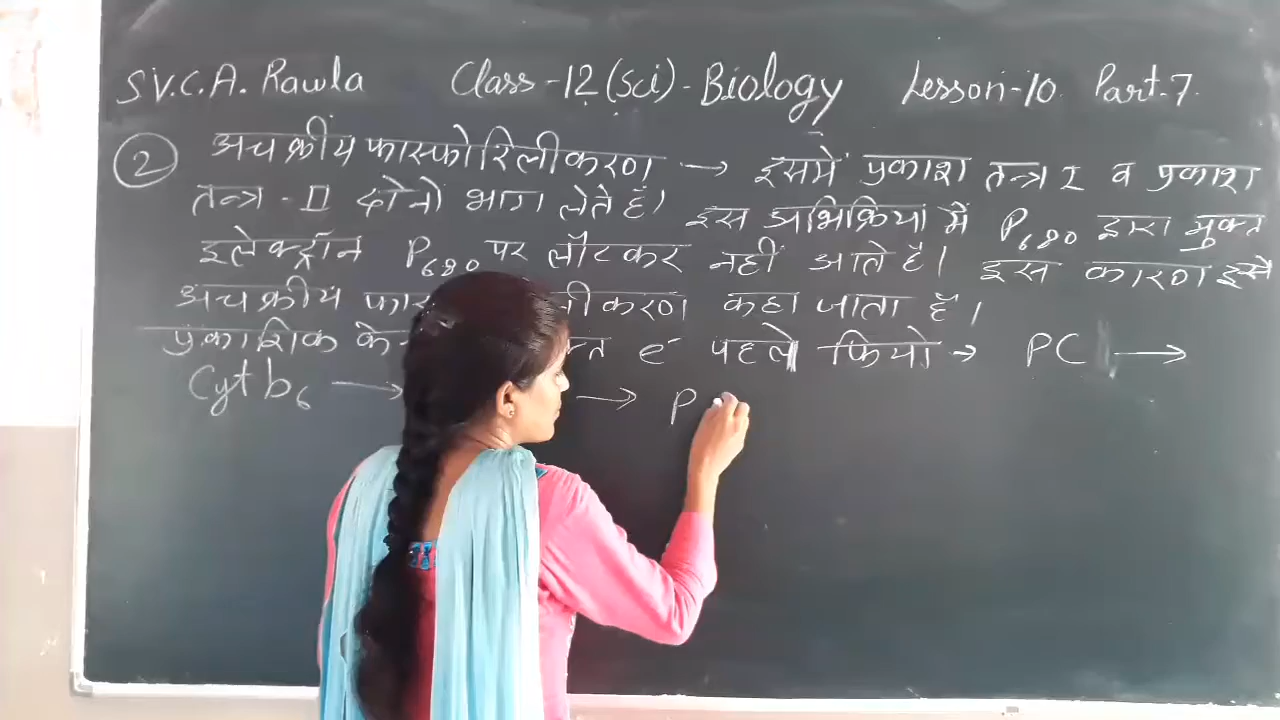 S.V.C.A. Rawla Class-12 (Sci) - Biology Lesson-10 Part-7
② अचक्रीय फास्फोरिलीकरण → इसमें प्रकाश तन्त्र I व प्रकाश
तन्त्र - II दोनो भाग लेते है। इस अभिक्रिया में P680 द्वारा मुक्त
इलेक्ट्रॉन P680 पर लौटकर नहीं आते है। इस कारण इसे
अचक्रीय फास लीकरण कहा जाता है।
प्रकाशिक के न्त e⁻ पहले फियो → PC →
Cyt b6 → → P